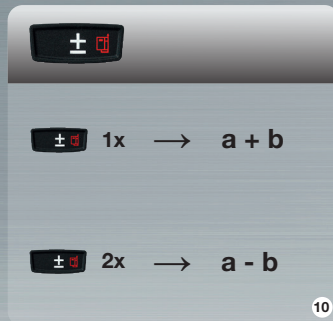 ±
± 1x → a + b
± 2x → a - b
10